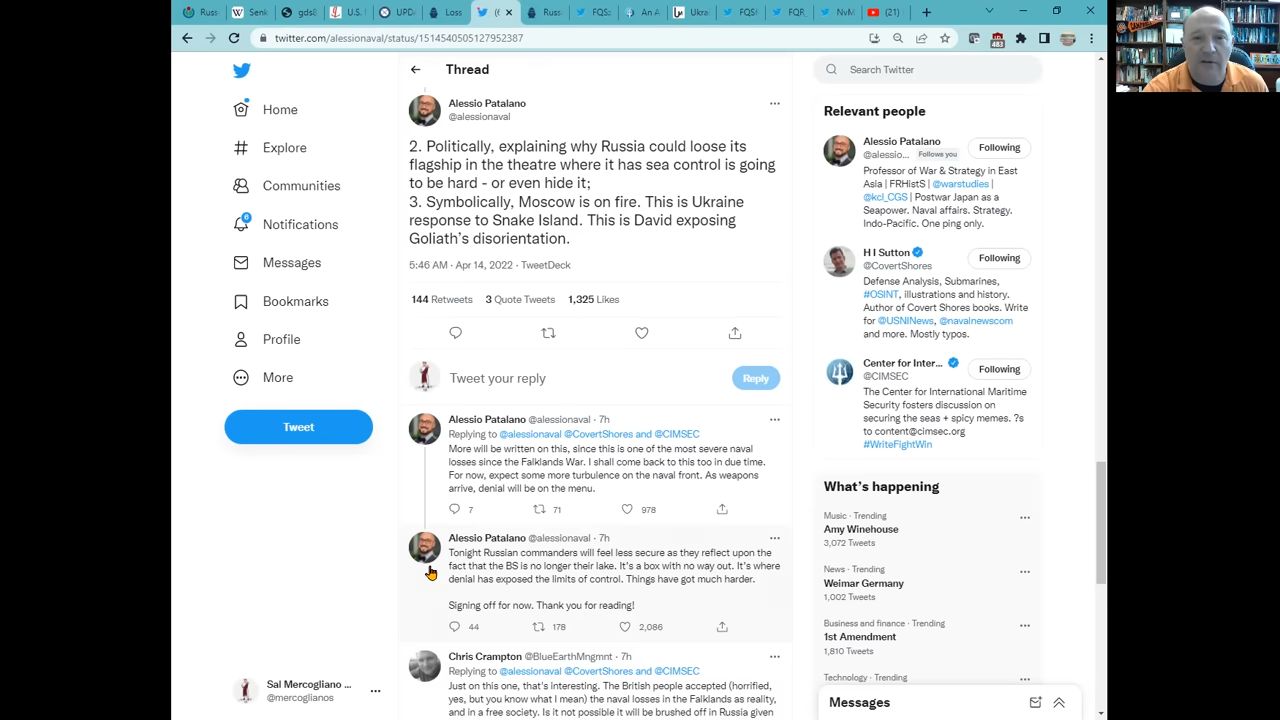 Russ
Senk
gds8
U.S.
UPDA
Loss
(
Russ
FQSz
An A
Ukra
FQSH
FQR_
NvM
(21)
twitter.com/alessionaval/status/1514540505127952387
483
Home
Explore
Communities
6
Notifications
Messages
Bookmarks
Profile
More
Tweet
Sal Mercogliano ...
@mercoglianos
Thread
Alessio Patalano
@alessionaval
2. Politically, explaining why Russia could loose its
flagship in the theatre where it has sea control is going
to be hard - or even hide it;
3. Symbolically, Moscow is on fire. This is Ukraine
response to Snake Island. This is David exposing
Goliath's disorientation.
5:46 AM · Apr 14, 2022 · TweetDeck
144 Retweets 3 Quote Tweets 1,325 Likes
Tweet your reply
Reply
Alessio Patalano @alessionaval · 7h
Replying to @alessionaval @CovertShores and @CIMSEC
More will be written on this, since this is one of the most severe naval
losses since the Falklands War. I shall come back to this too in due time.
For now, expect some more turbulence on the naval front. As weapons
arrive, denial will be on the menu.
7 71 978
Alessio Patalano @alessionaval · 7h
Tonight Russian commanders will feel less secure as they reflect upon the
fact that the BS is no longer their lake. It's a box with no way out. It's where
denial has exposed the limits of control. Things have got much harder.
Signing off for now. Thank you for reading!
44 178 2,086
Chris Crampton @BlueEarthMngmnt · 7h
Replying to @alessionaval @CovertShores and @CIMSEC
Just on this one, that's interesting. The British people accepted (horrified,
yes, but you know what I mean) the naval losses in the Falklands as reality,
and in a free society. Is it not possible it will be brushed off in Russia given
Search Twitter
Relevant people
Alessio Patalano
@alessio... Follows you
Following
Professor of War & Strategy in East
Asia | FRHistS | @warstudies |
@kcl_CGS | Postwar Japan as a
Seapower. Naval affairs. Strategy.
Indo-Pacific. One ping only.
H I Sutton
@CovertShores
Following
Defense Analysis, Submarines,
#OSINT, illustrations and history.
Author of Covert Shores books. Write
for @USNINews, @navalnewscom
and more. Mostly typos.
Center for Inter...
@CIMSEC
Following
The Center for International Maritime
Security fosters discussion on
securing the seas + spicy memes. ?s
to content@cimsec.org
#WriteFightWin
What's happening
Music · Trending
Amy Winehouse
3,072 Tweets
News · Trending
Weimar Germany
1,002 Tweets
Business and finance · Trending
1st Amendment
1,810 Tweets
Technology · Trending
Messages